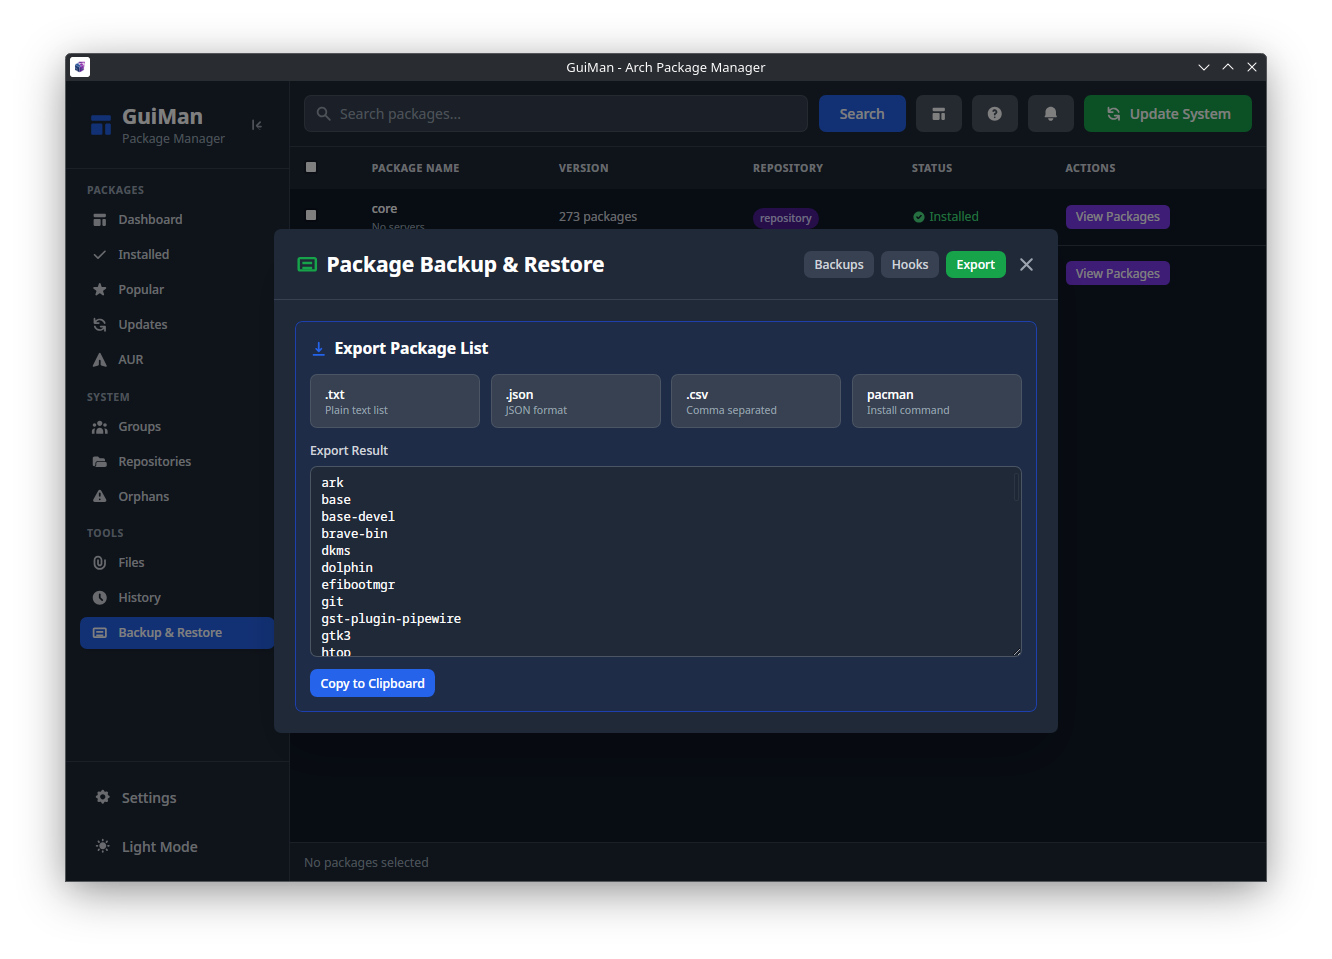 GuiMan - Arch Package Manager
GuiMan
Package Manager
Search packages...
Search
Update System
PACKAGES
Dashboard
Installed
Popular
Updates
AUR
SYSTEM
Groups
Repositories
Orphans
TOOLS
Files
History
Backup & Restore
Settings
Light Mode
PACKAGE NAME VERSION REPOSITORY STATUS ACTIONS
core 273 packages repository Installed View Packages
No servers
View Packages
Package Backup & Restore
Backups Hooks Export
Export Package List
.txt
Plain text list
.json
JSON format
.csv
Comma separated
pacman
Install command
Export Result
ark
base
base-devel
brave-bin
dkms
dolphin
efibootmgr
git
gst-plugin-pipewire
gtk3
htop
Copy to Clipboard
No packages selected